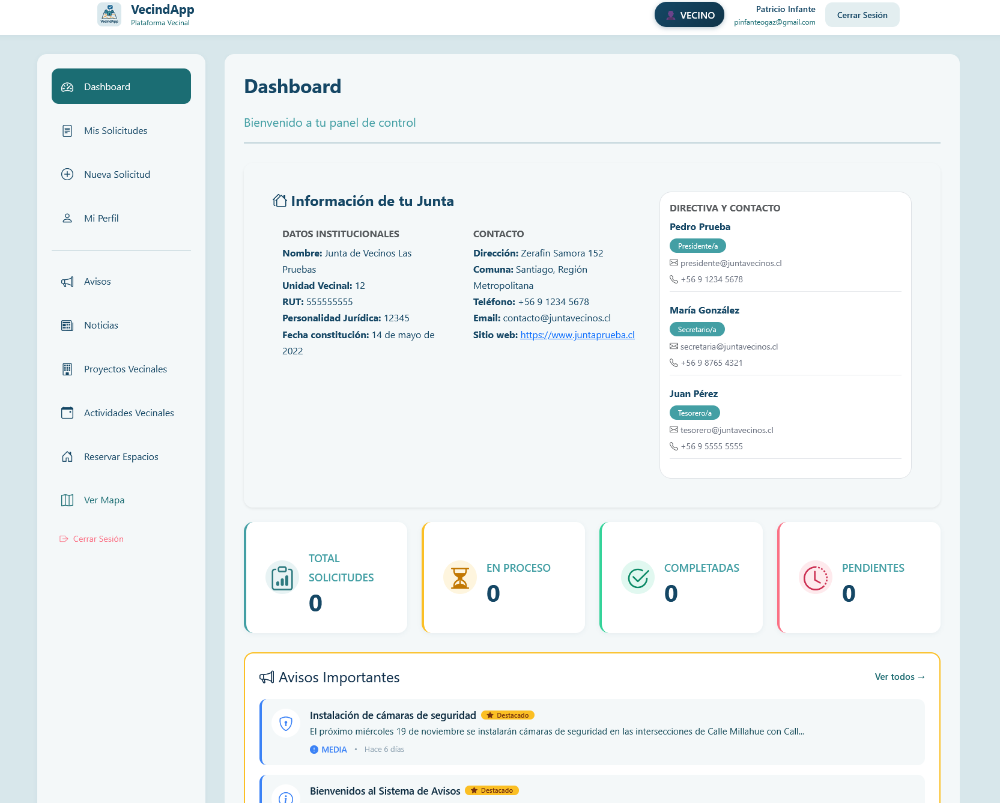 VecindApp
VecindApp
Plataforma Vecinal
VECINO
Patricio Infante
pinfanteogaz@gmail.com
Cerrar Sesión
Dashboard
Mis Solicitudes
Nueva Solicitud
Mi Perfil
Avisos
Noticias
Proyectos Vecinales
Actividades Vecinales
Reservar Espacios
Ver Mapa
Cerrar Sesión
Dashboard
Bienvenido a tu panel de control
Información de tu Junta
DATOS INSTITUCIONALES
Nombre: Junta de Vecinos Las
Pruebas
Unidad Vecinal: 12
RUT: 555555555
Personalidad Jurídica: 12345
Fecha constitución: 14 de mayo de
2022
CONTACTO
Dirección: Zerafin Samora 152
Comuna: Santiago, Región
Metropolitana
Teléfono: +56 9 1234 5678
Email: contacto@juntavecinos.cl
Sitio web: https://www.juntaprueba.cl
DIRECTIVA Y CONTACTO
Pedro Prueba
Presidente/a
presidente@juntavecinos.cl
+56 9 1234 5678
María González
Secretario/a
secretaria@juntavecinos.cl
+56 9 8765 4321
Juan Pérez
Tesorero/a
tesorero@juntavecinos.cl
+56 9 5555 5555
TOTAL
SOLICITUDES
0
EN PROCESO
0
COMPLETADAS
0
PENDIENTES
0
Avisos Importantes
Ver todos →
Instalación de cámaras de seguridad
Destacado
El próximo miércoles 19 de noviembre se instalarán cámaras de seguridad en las intersecciones de Calle Millahue con Call...
MEDIA • Hace 6 días
Bienvenidos al Sistema de Avisos
Destacado